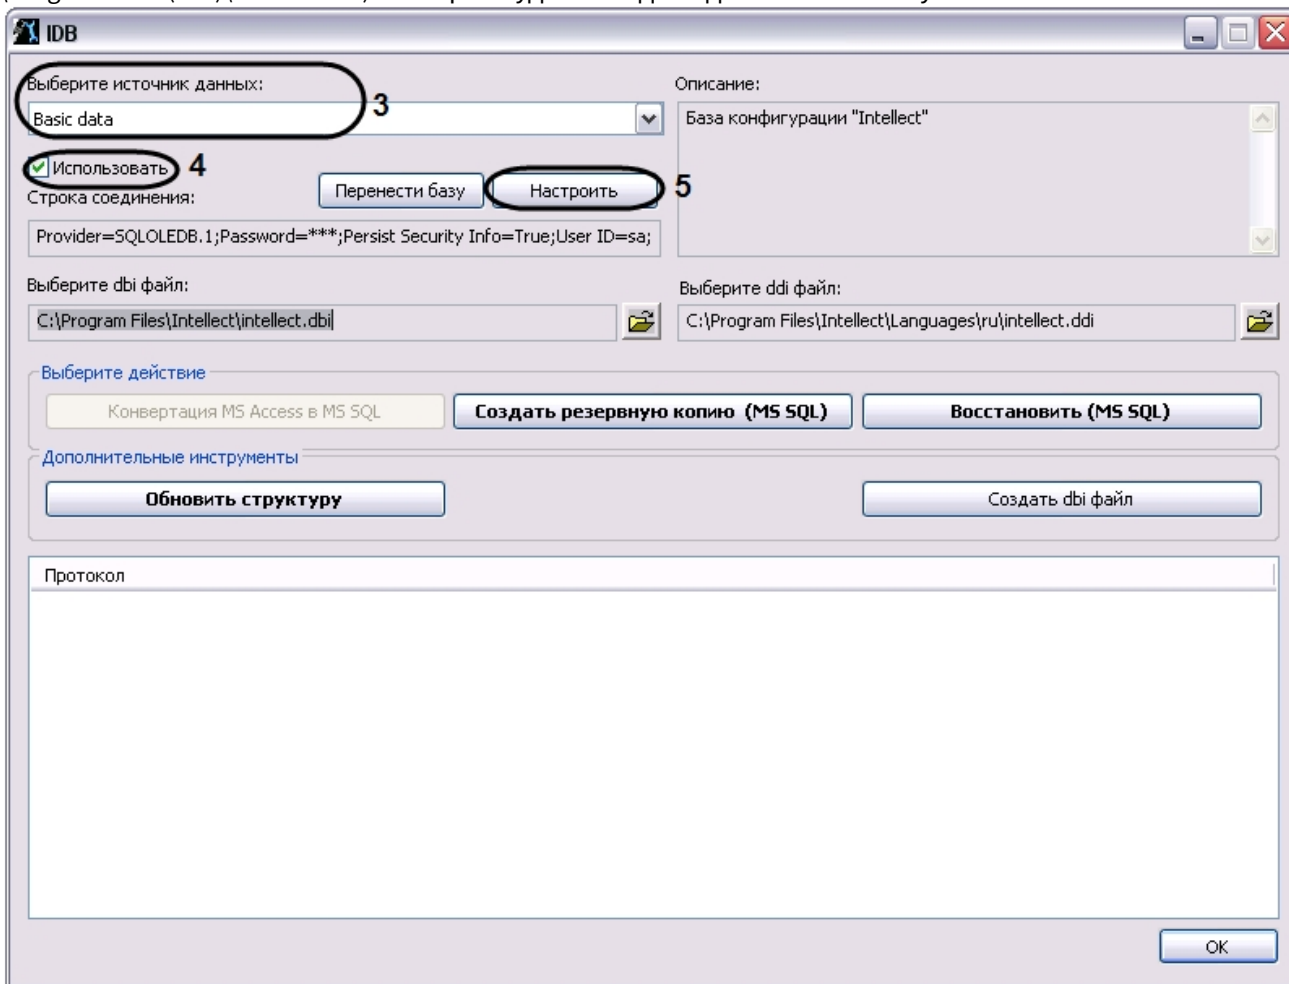 IDB
Выберите источник данных:
Basic data
3
Описание:
База конфигурации "Intellect"
Использовать
4
Перенести базу
Настроить
5
Строка соединения:
Provider=SQLOLEDB.1;Password=***;Persist Security Info=True;User ID=sa;
Выберите dbi файл:
C:\Program Files\Intellect\intellect.dbi
Выберите ddi файл:
C:\Program Files\Intellect\Languages\ru\intellect.ddi
Выберите действие
Конвертация MS Access в MS SQL
Создать резервную копию (MS SQL)
Восстановить (MS SQL)
Дополнительные инструменты
Обновить структуру
Создать dbi файл
Протокол
OK